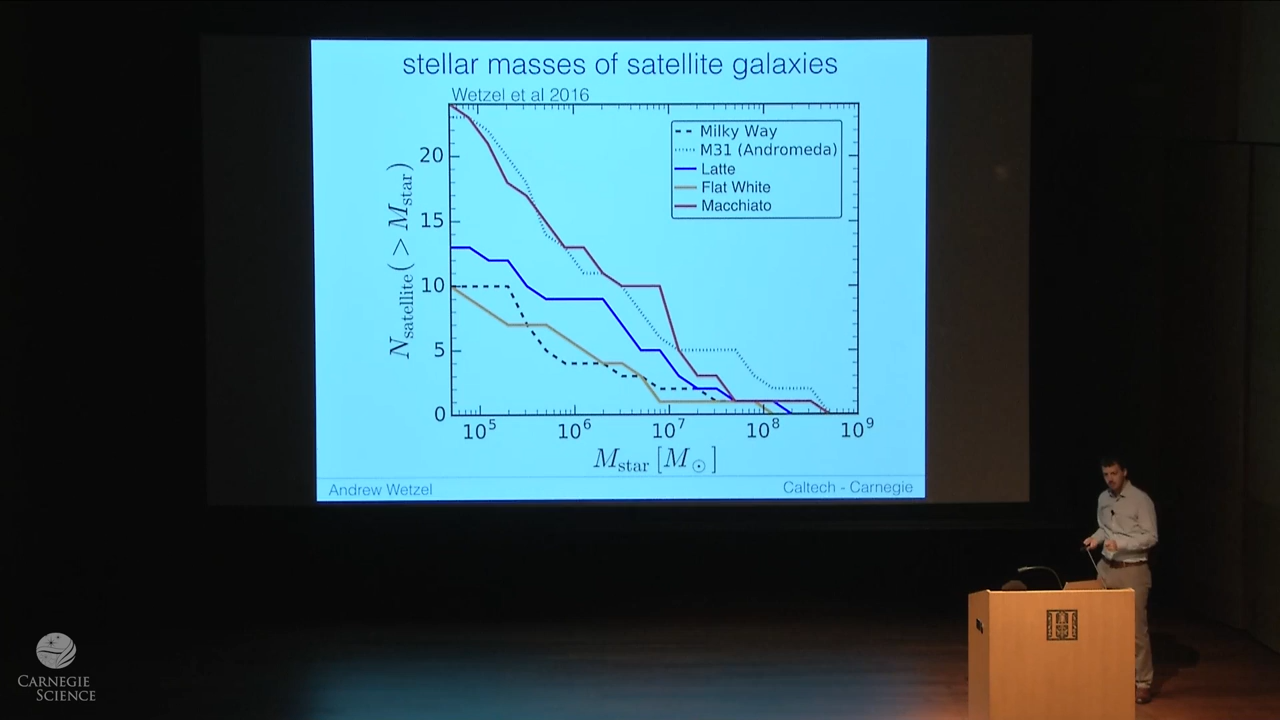 stellar masses of satellite galaxies
Wetzel et al 2016
Milky Way
M31 (Andromeda)
Latte
Flat White
Macchiato
N_satellite(> M_star)
20
15
10
5
0
10^5 10^6 10^7 10^8 10^9
M_star [M_⊙]
Andrew Wetzel Caltech - Carnegie
H
CARNEGIE
SCIENCE